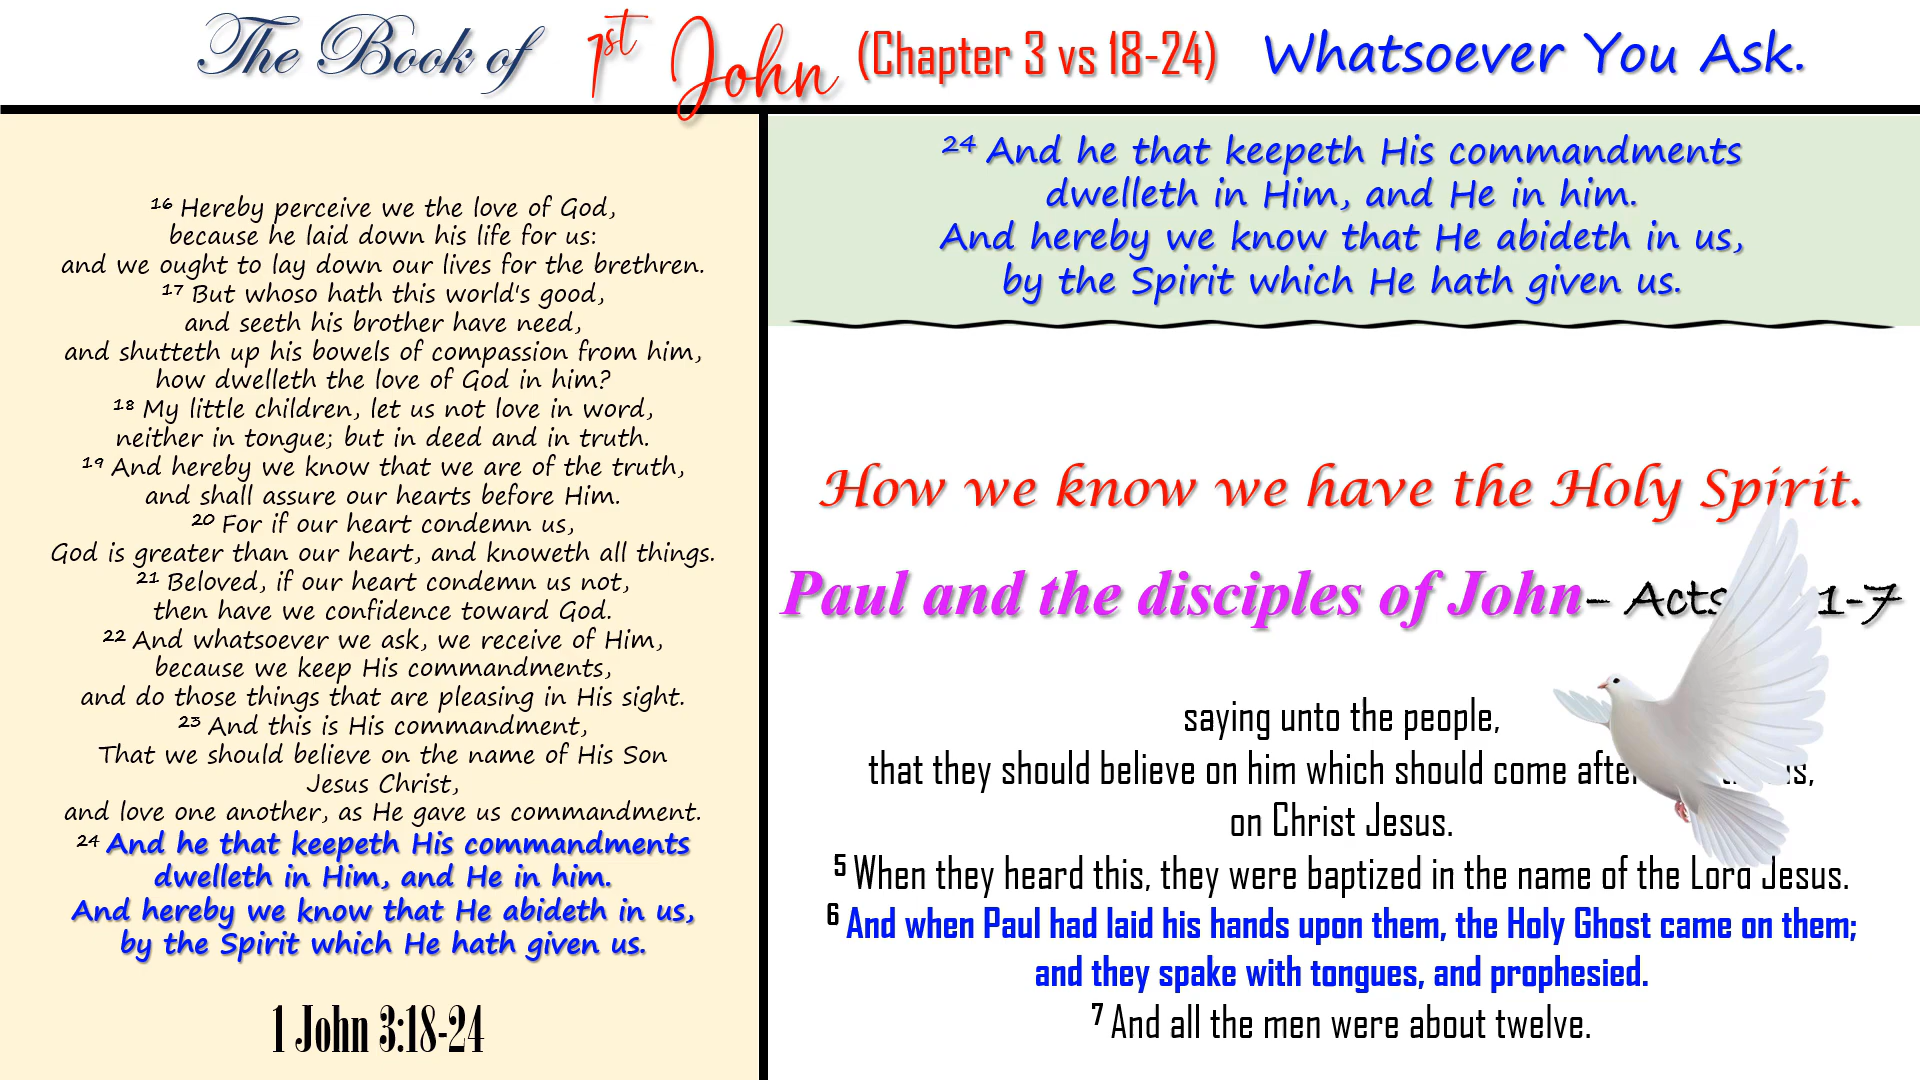 The Book of 1st John (Chapter 3 vs 18-24) Whatsoever You Ask.
16 Hereby perceive we the love of God,
because he laid down his life for us:
and we ought to lay down our lives for the brethren.
17 But whoso hath this world's good,
and seeth his brother have need,
and shutteth up his bowels of compassion from him,
how dwelleth the love of God in him?
18 My little children, let us not love in word,
neither in tongue; but in deed and in truth.
19 And hereby we know that we are of the truth,
and shall assure our hearts before Him.
20 For if our heart condemn us,
God is greater than our heart, and knoweth all things.
21 Beloved, if our heart condemn us not,
then have we confidence toward God.
22 And whatsoever we ask, we receive of Him,
because we keep His commandments,
and do those things that are pleasing in His sight.
23 And this is His commandment,
That we should believe on the name of His Son
Jesus Christ,
and love one another, as He gave us commandment.
24 And he that keepeth His commandments
dwelleth in Him, and He in him.
And hereby we know that He abideth in us,
by the Spirit which He hath given us.
1 John 3:18-24
24 And he that keepeth His commandments
dwelleth in Him, and He in him.
And hereby we know that He abideth in us,
by the Spirit which He hath given us.
How we know we have the Holy Spirit.
Paul and the disciples of John– Acts 1-7
saying unto the people,
that they should believe on him which should come after
on Christ Jesus.
5 When they heard this, they were baptized in the name of the Lord Jesus.
6 And when Paul had laid his hands upon them, the Holy Ghost came on them;
and they spake with tongues, and prophesied.
7 And all the men were about twelve.